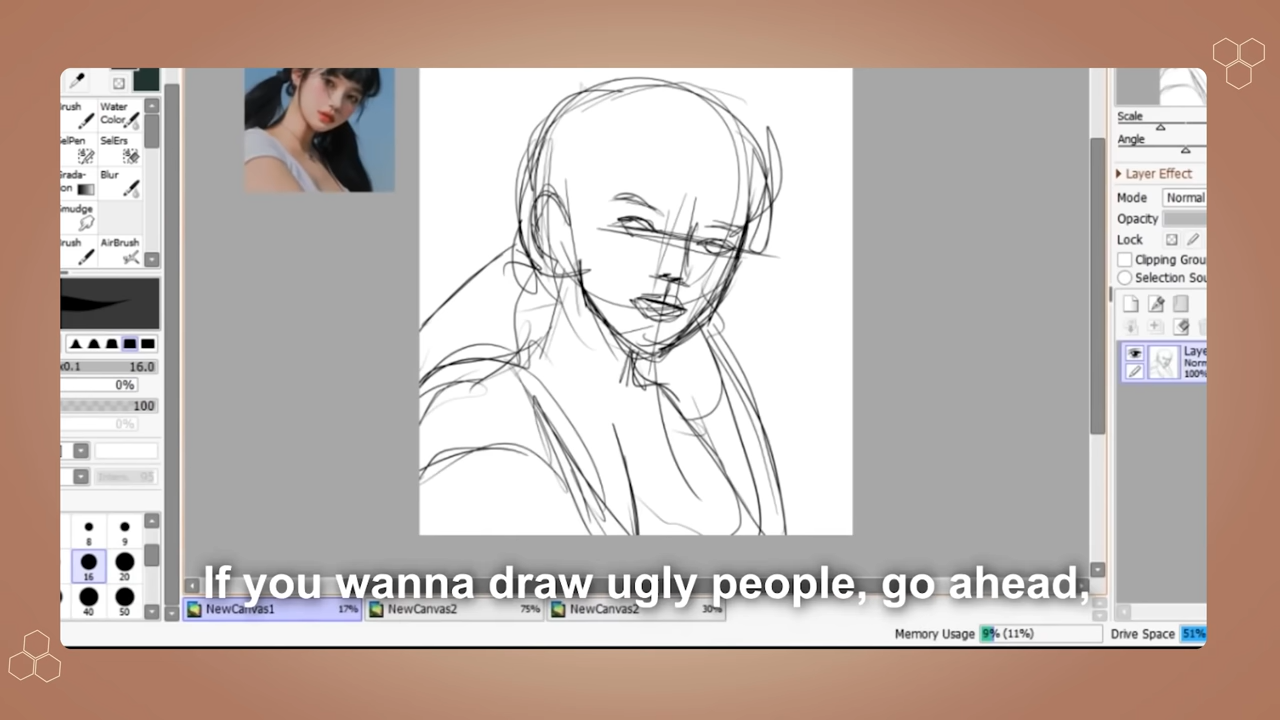 Water
Color
SelErs
Blur
AirBrush
16.0
0%
100
0%
8
9
16
20
40
50
Scale
Angle
Layer Effect
Mode
Normal
Opacity
Lock
Clipping Grou
Selection Sou
100%
If you wanna draw ugly people, go ahead,
NewCanvas1
17%
NewCanvas2
75%
NewCanvas2
30%
Memory Usage
9% (11%)
Drive Space
51%